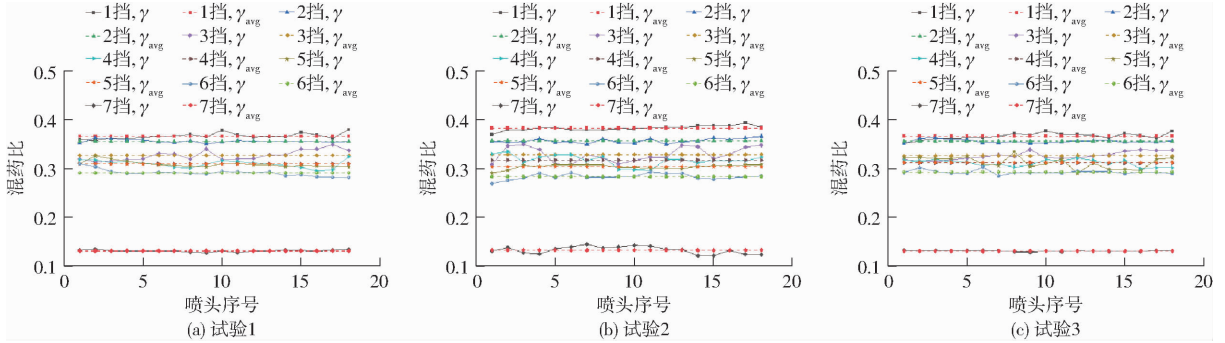 1挡, γ 1挡, γavg 2挡, γ
2挡, γavg 3挡, γ 3挡, γavg
4挡, γ 4挡, γavg 5挡, γ
5挡, γavg 6挡, γ 6挡, γavg
7挡, γ 7挡, γavg
0.5
0.4
0.3
0.2
0.1
混药比
0 5 10 15 20
喷头序号
(a) 试验1
1挡, γ 1挡, γavg 2挡, γ
2挡, γavg 3挡, γ 3挡, γavg
4挡, γ 4挡, γavg 5挡, γ
5挡, γavg 6挡, γ 6挡, γavg
7挡, γ 7挡, γavg
0.5
0.4
0.3
0.2
0.1
混药比
0 5 10 15 20
喷头序号
(b) 试验2
1挡, γ 1挡, γavg 2挡, γ
2挡, γavg 3挡, γ 3挡, γavg
4挡, γ 4挡, γavg 5挡, γ
5挡, γavg 6挡, γ 6挡, γavg
7挡, γ 7挡, γavg
0.5
0.4
0.3
0.2
0.1
混药比
0 5 10 15 20
喷头序号
(c) 试验3